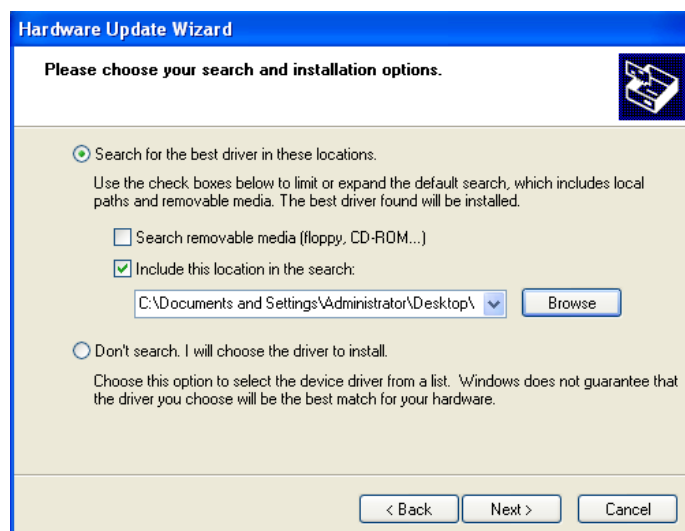 Hardware Update Wizard
Please choose your search and installation options.
Search for the best driver in these locations.
Use the check boxes below to limit or expand the default search, which includes local
paths and removable media. The best driver found will be installed.
Search removable media (floppy, CD-ROM...)
Include this location in the search:
C:\Documents and Settings\Administrator\Desktop\
Browse
Don't search. I will choose the driver to install.
Choose this option to select the device driver from a list. Windows does not guarantee that
the driver you choose will be the best match for your hardware.
< Back Next > Cancel